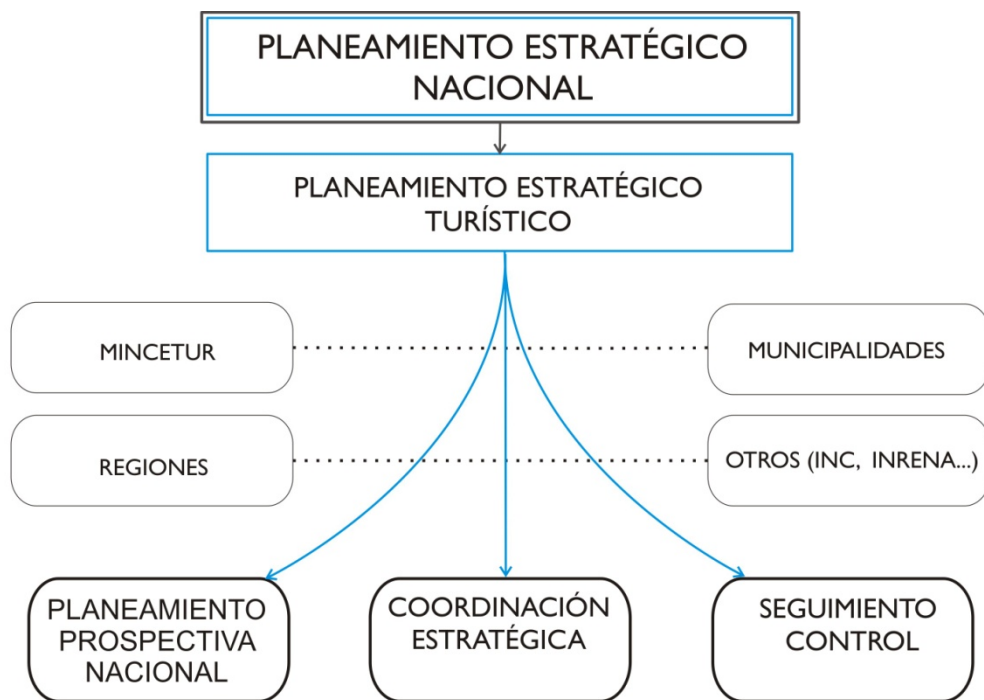 PLANEAMIENTO ESTRATÉGICO
NACIONAL
PLANEAMIENTO ESTRATÉGICO
TURÍSTICO
MINCETUR
MUNICIPALIDADES
REGIONES
OTROS (INC, INRENA...)
PLANEAMIENTO
PROSPECTIVA
NACIONAL
COORDINACIÓN
ESTRATÉGICA
SEGUIMIENTO
CONTROL